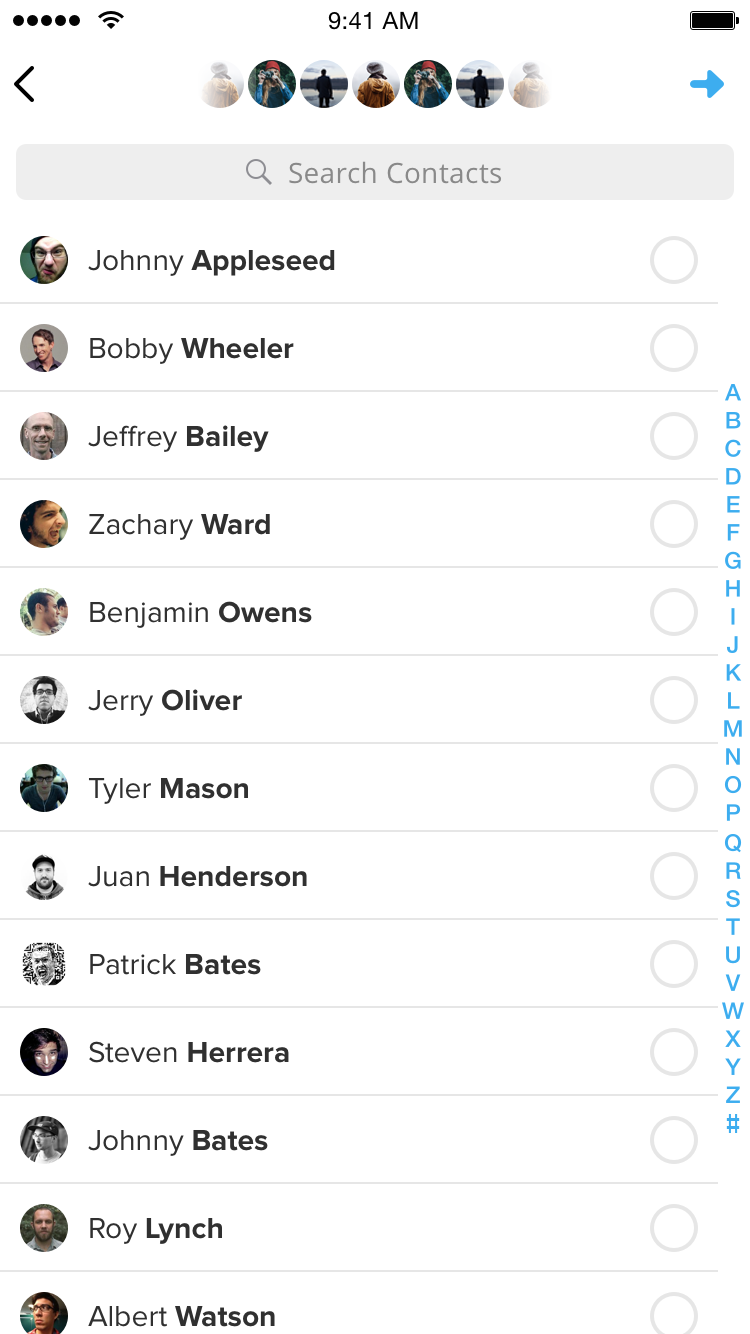 9:41 AM
Search Contacts
Johnny Appleseed
Bobby Wheeler
Jeffrey Bailey
Zachary Ward
Benjamin Owens
Jerry Oliver
Tyler Mason
Juan Henderson
Patrick Bates
Steven Herrera
Johnny Bates
Roy Lynch
Albert Watson
A
B
C
D
E
F
G
H
I
J
K
L
M
N
O
P
Q
R
S
T
U
V
W
X
Y
Z
#